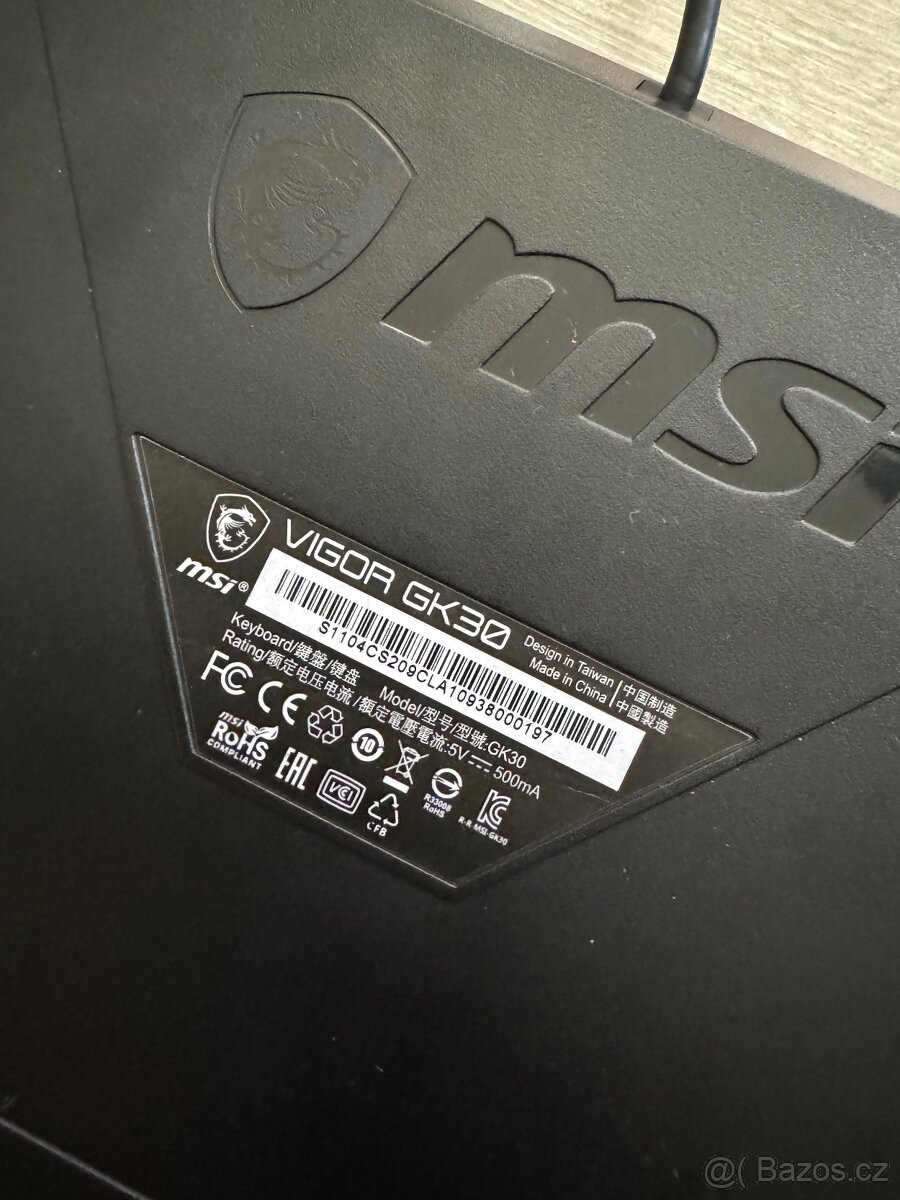 msi
msi®
VIGOR GK30
S1104CS209CLA10938000197
Design in Taiwan
Made in China
中国制造
中國製造
Keyboard/鍵盤/键盘 Model/型号/型號:GK30
Rating/额定电压电流/額定電壓電流:5V⎓500mA
FC CE 10
msi
RoHS
COMPLIANT
EAC
VCI
CFB
R33008
RoHS
R-R-MSI-GK30
@( Bazos.cz